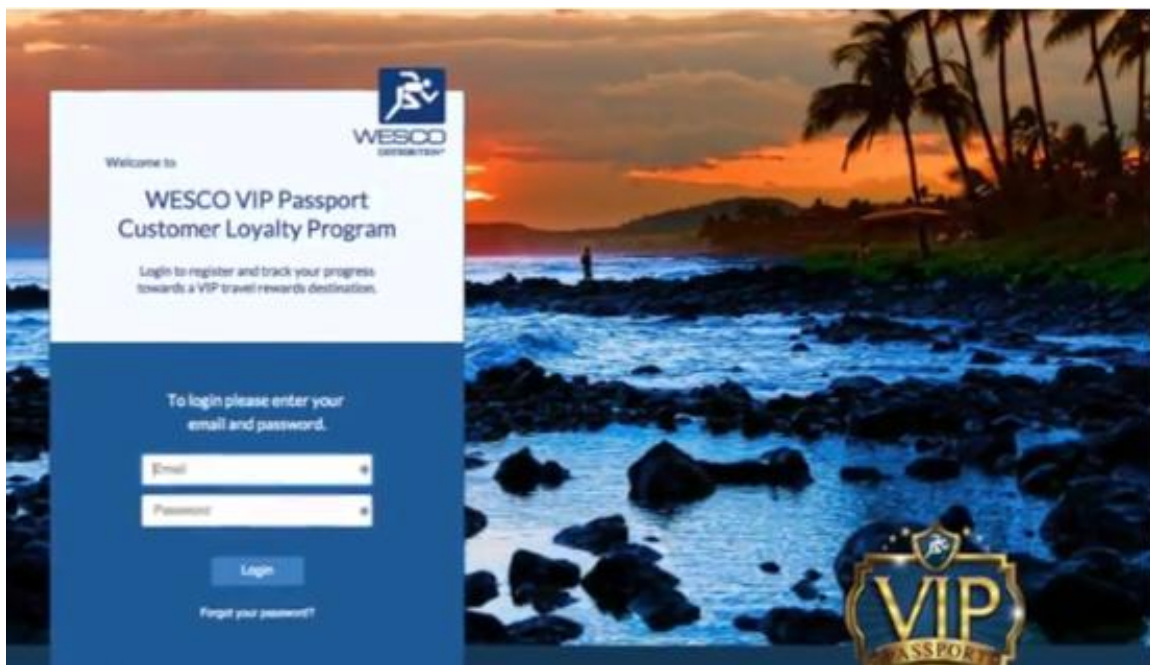 WESCO
DISTRIBUTION
Welcome to
WESCO VIP Passport
Customer Loyalty Program
Login to register and track your progress
towards a VIP travel rewards destination.
To login please enter your
email and password.
Email
Password
Login
Forgot your password?
VIP
PASSPORT